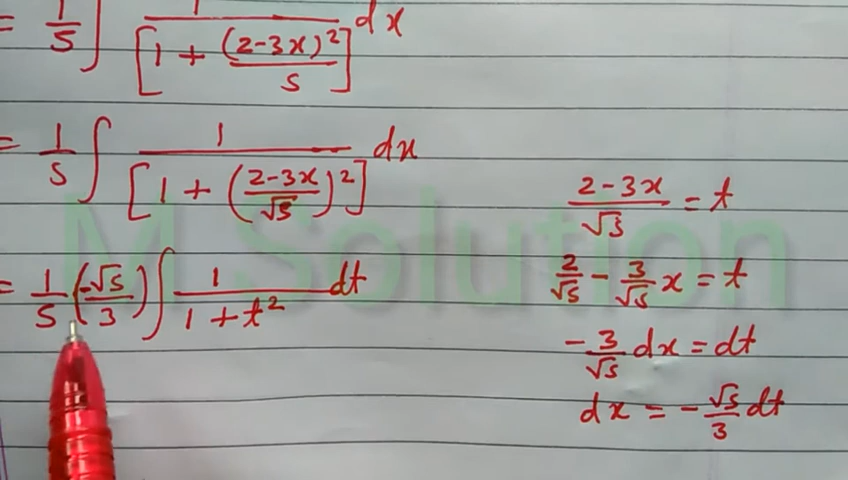 = 1/5 ∫ 1/[1 + (2-3x)²/5] dx
= 1/5 ∫ 1/[1 + ((2-3x)/√5)²] dx
= 1/5 (-√5/3) ∫ 1/(1 + t²) dt
(2-3x)/√5 = t
2/√5 - 3/√5 x = t
- 3/√5 dx = dt
dx = - √5/3 dt
M Solution